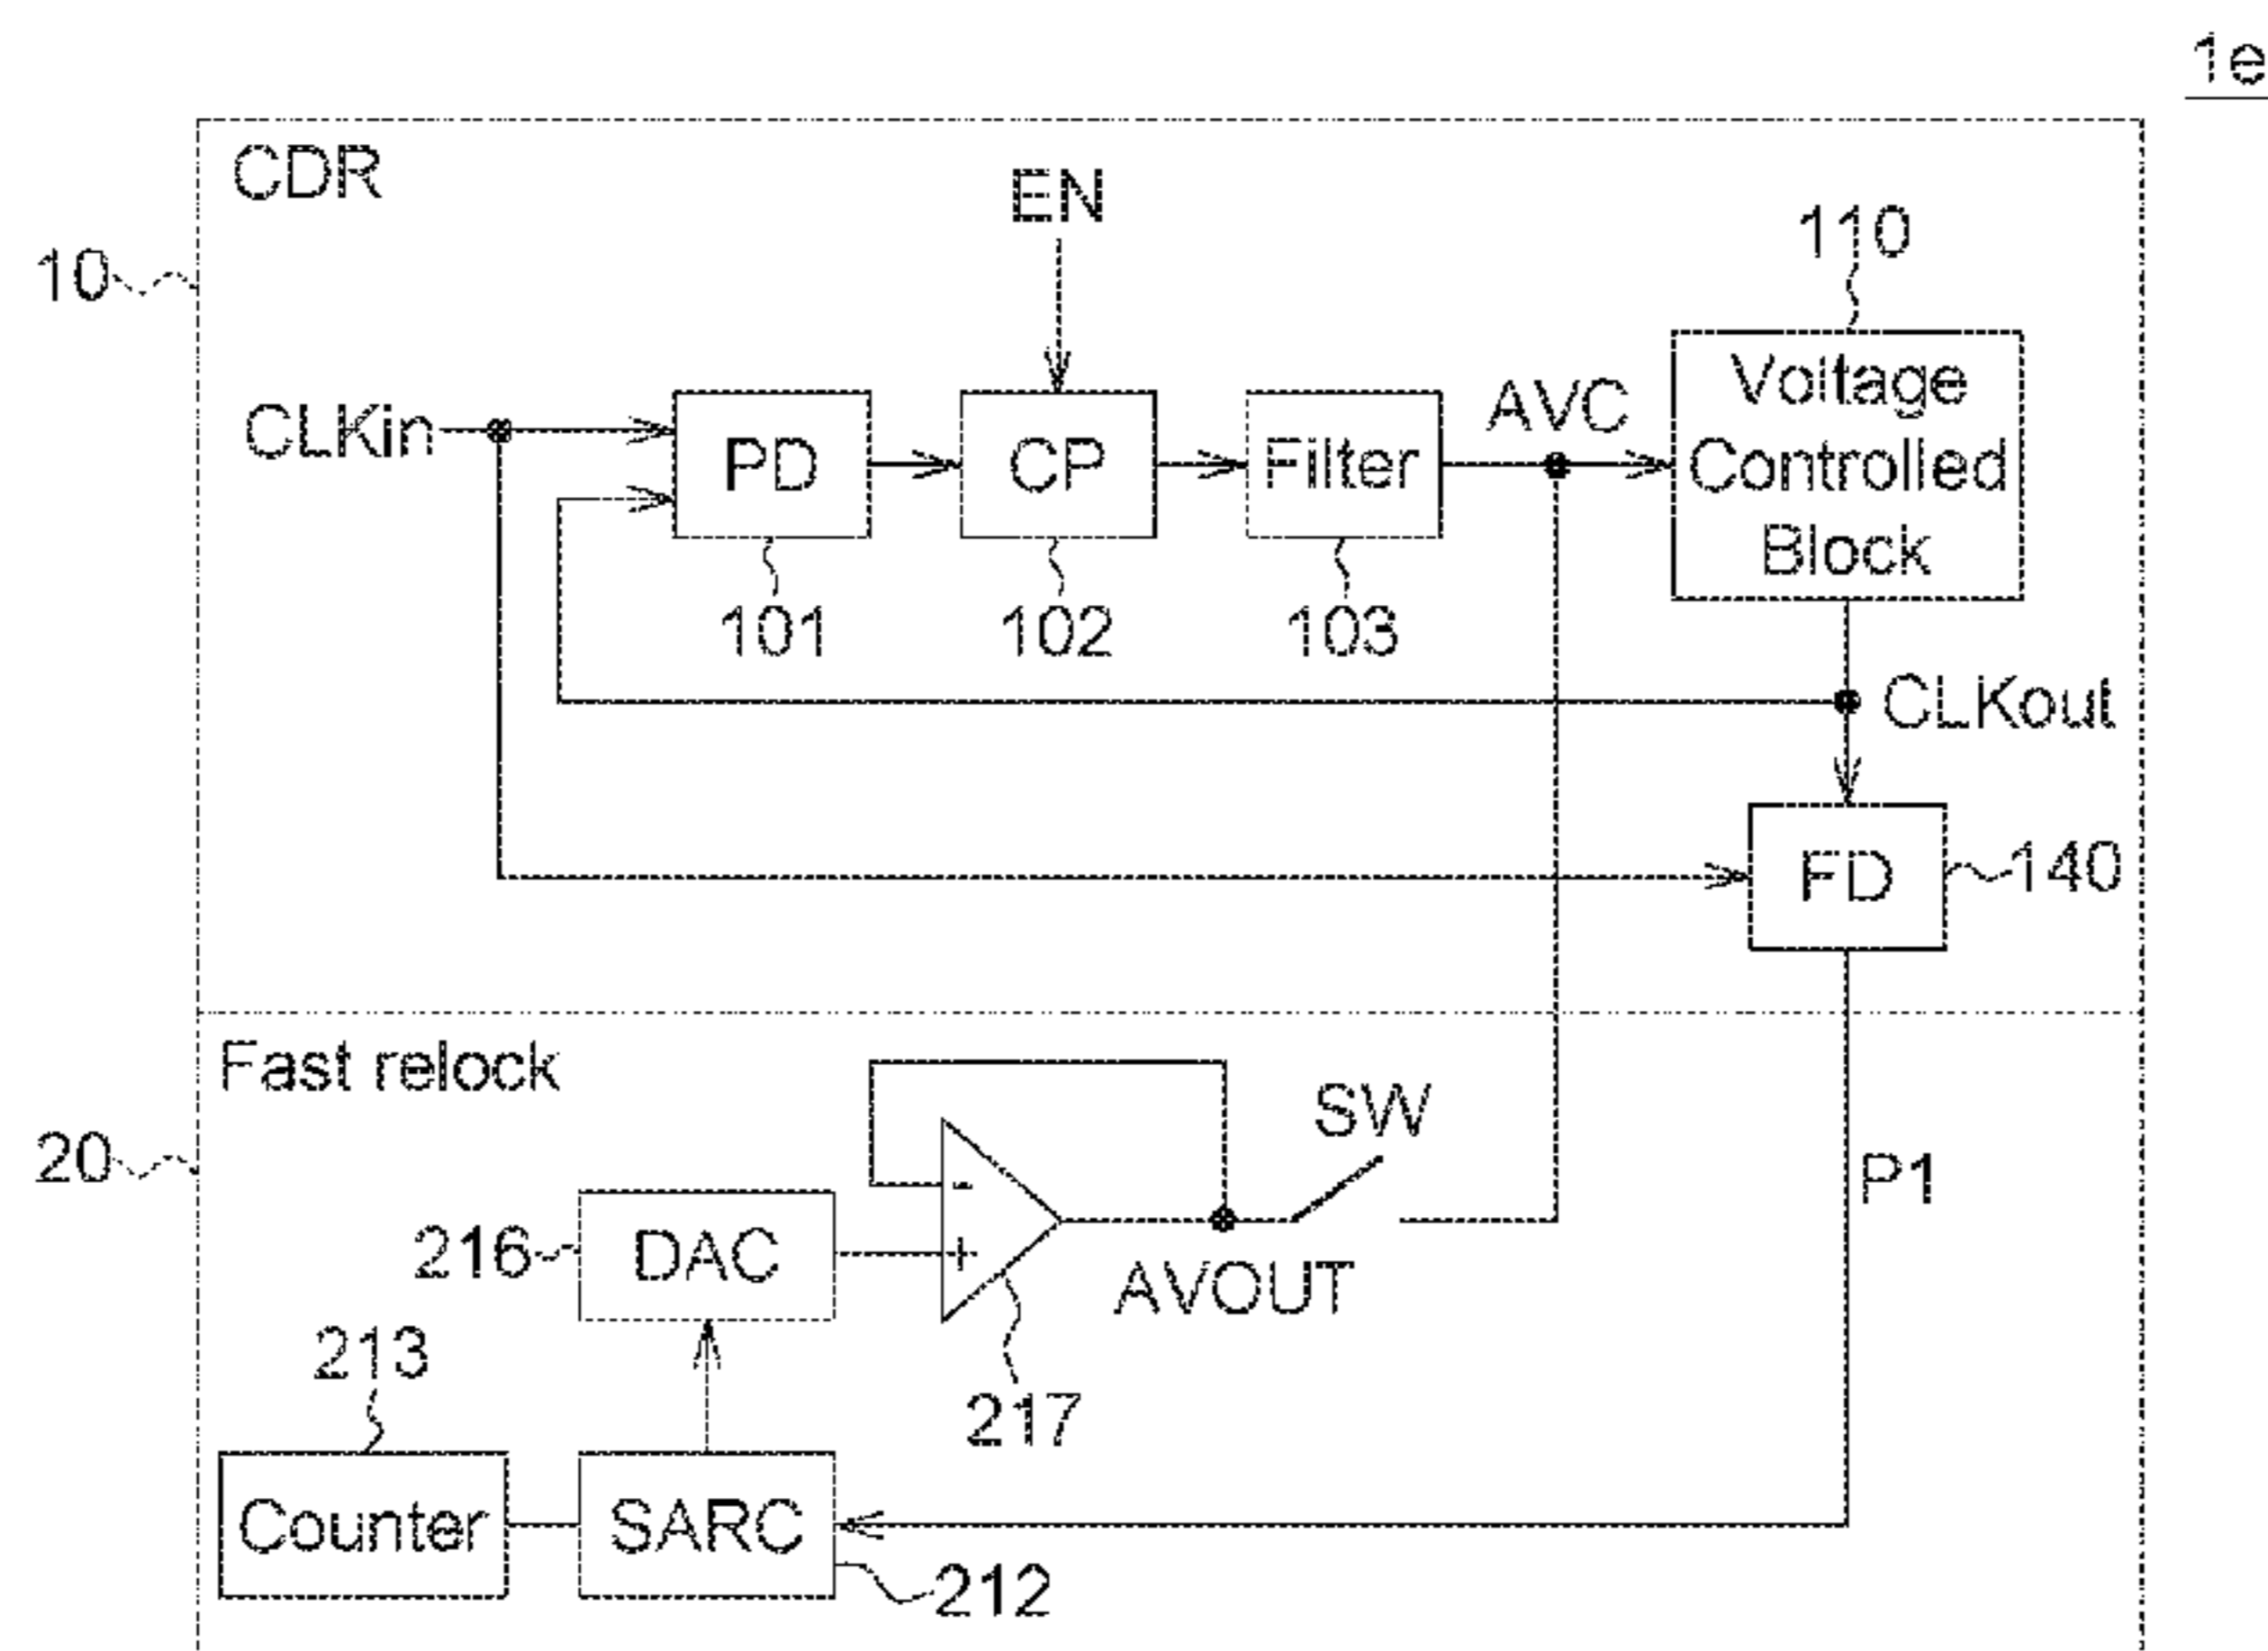 1e
CDR
EN
110
10
CLKin
PD
CP
Filter
AVC
Voltage
Controlled
Block
101
102
103
CLKout
FD
140
Fast relock
SW
20
P1
-
+
216
DAC
AVOUT
213
217
Counter
SARC
212